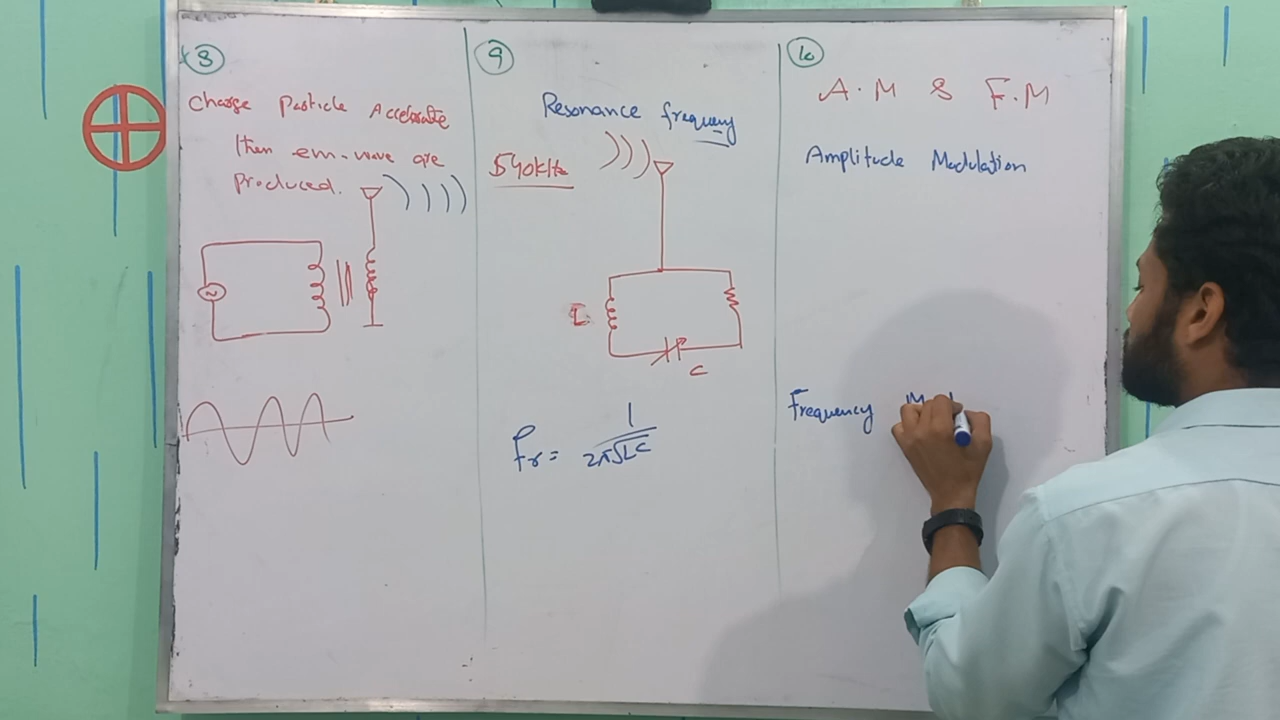 8
Charge Particle Accelerate
then em-wave are
produced.
9
Resonance frequency
540kHz
L
C
fr = 1/2π√LC
10
A.M & F.M
Amplitude Modulation
Frequency Mod